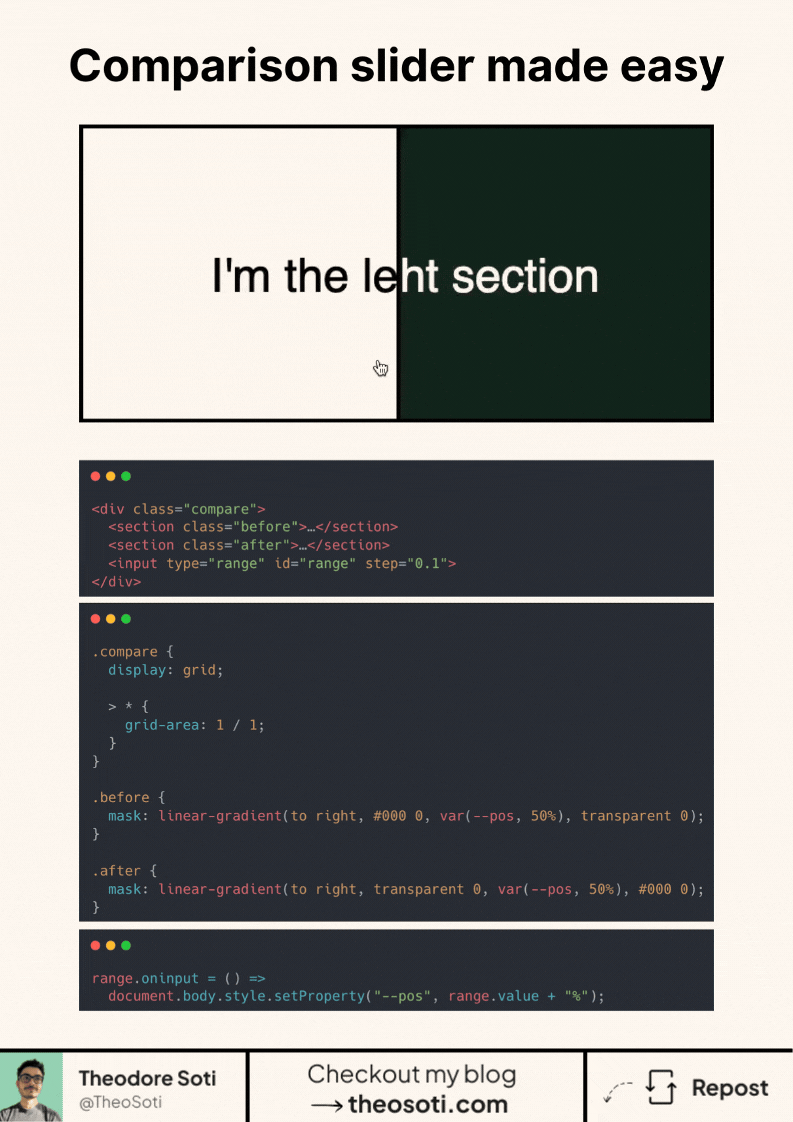 Comparison slider made easy
I'm the leht section
<div class="compare">
  <section class="before">…</section>
  <section class="after">…</section>
  <input type="range" id="range" step="0.1">
</div>
.compare {
  display: grid;
  > * {
    grid-area: 1 / 1;
  }
}
.before {
  mask: linear-gradient(to right, #000 0, var(--pos, 50%), transparent 0);
}
.after {
  mask: linear-gradient(to right, transparent 0, var(--pos, 50%), #000 0);
}
range.oninput = () =>
  document.body.style.setProperty("--pos", range.value + "%");
Theodore Soti
@TheoSoti
Checkout my blog
→ theosoti.com
Repost